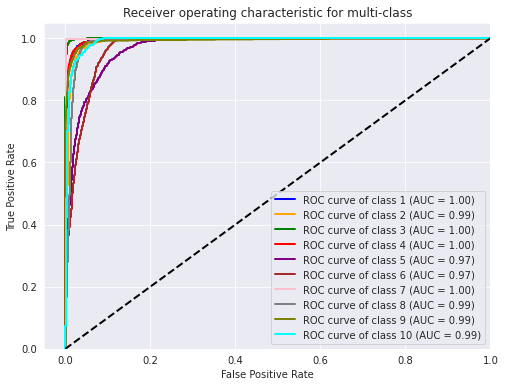 Receiver operating characteristic for multi-class
1.0
0.8
0.6
0.4
0.2
0.0
True Positive Rate
ROC curve of class 1 (AUC = 1.00)
ROC curve of class 2 (AUC = 0.99)
ROC curve of class 3 (AUC = 1.00)
ROC curve of class 4 (AUC = 1.00)
ROC curve of class 5 (AUC = 0.97)
ROC curve of class 6 (AUC = 0.97)
ROC curve of class 7 (AUC = 1.00)
ROC curve of class 8 (AUC = 0.99)
ROC curve of class 9 (AUC = 0.99)
ROC curve of class 10 (AUC = 0.99)
0.0 0.2 0.4 0.6 0.8 1.0
False Positive Rate